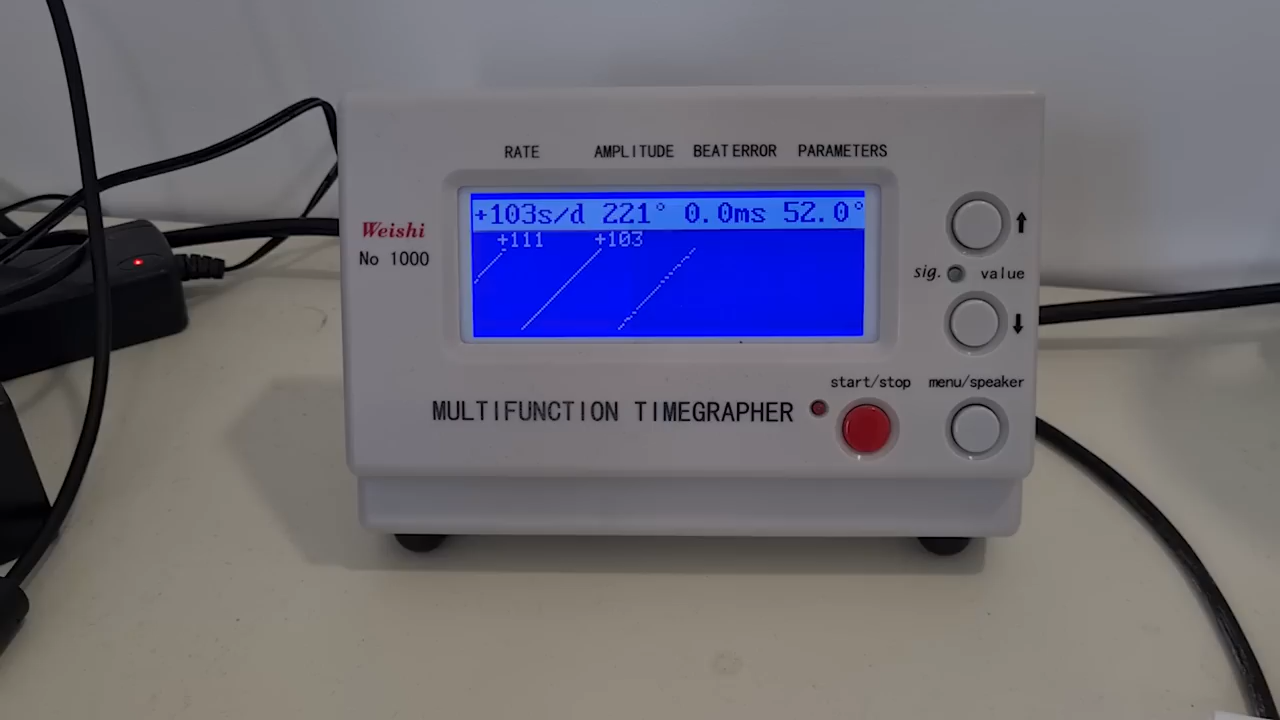 RATE AMPLITUDE BEAT ERROR PARAMETERS
+103s/d 221° 0.0ms 52.0°
+111 +103
Weishi
No 1000
sig. value
start/stop menu/speaker
MULTIFUNCTION TIMEGRAPHER